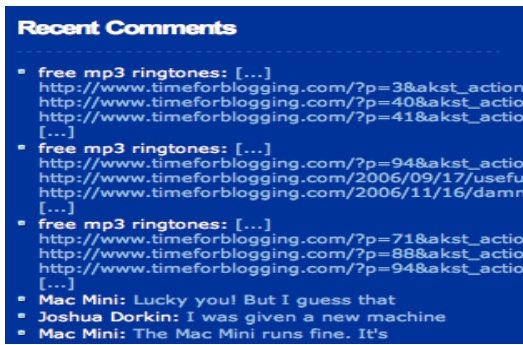 Recent Comments
free mp3 ringtones: [...]
http://www.timeforblogging.com/?p=3&akst_action
http://www.timeforblogging.com/?p=40&akst_action
http://www.timeforblogging.com/?p=41&akst_action
[...]
free mp3 ringtones: [...]
http://www.timeforblogging.com/?p=94&akst_actio
http://www.timeforblogging.com/2006/09/17/usefu
http://www.timeforblogging.com/2006/11/16/damn
[...]
free mp3 ringtones: [...]
http://www.timeforblogging.com/?p=71&akst_actio
http://www.timeforblogging.com/?p=88&akst_actio
http://www.timeforblogging.com/?p=94&akst_actio
[...]
Mac Mini: Lucky you! But I guess that
Joshua Dorkin: I was given a new machine
Mac Mini: The Mac Mini runs fine. It's